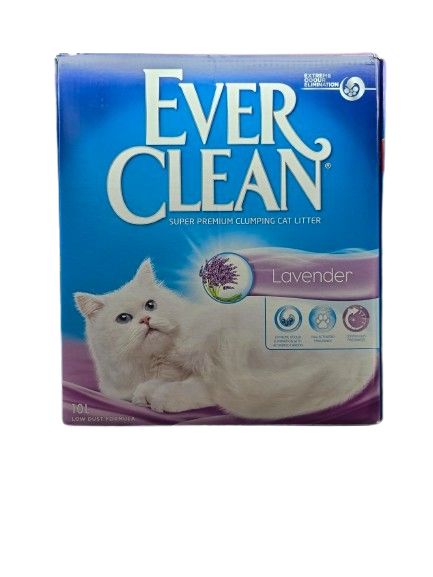 EXTREME
ODOUR
ELIMINATION
EVER
CLEAN®
SUPER PREMIUM CLUMPING CAT LITTER
Lavender
10L
LOW DUST FORMULA